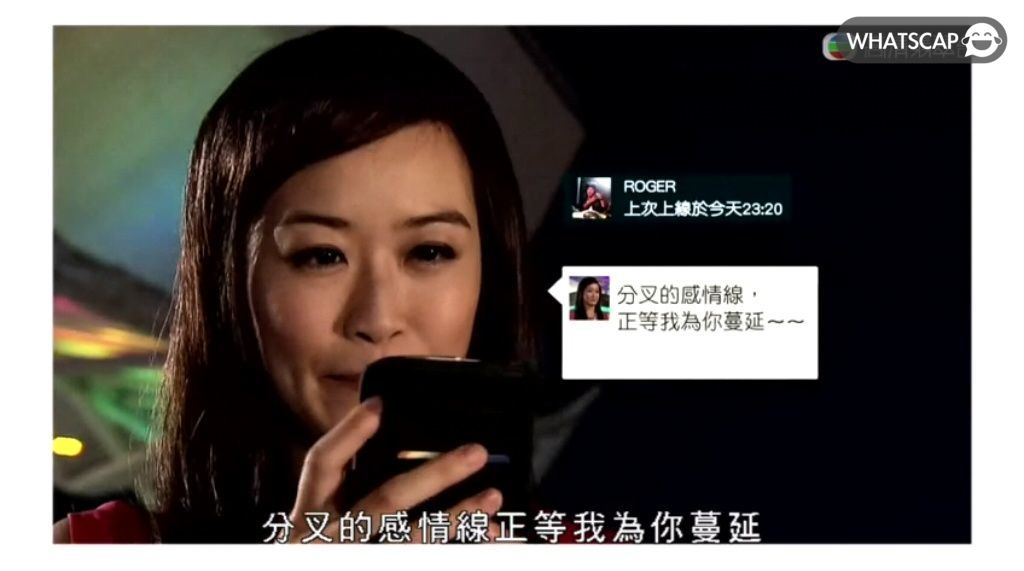 WHATSCAP
ROGER
上次上線於今天23:20
分叉的感情線，
正等我為你蔓延～～
分叉的感情線正等我為你蔓延